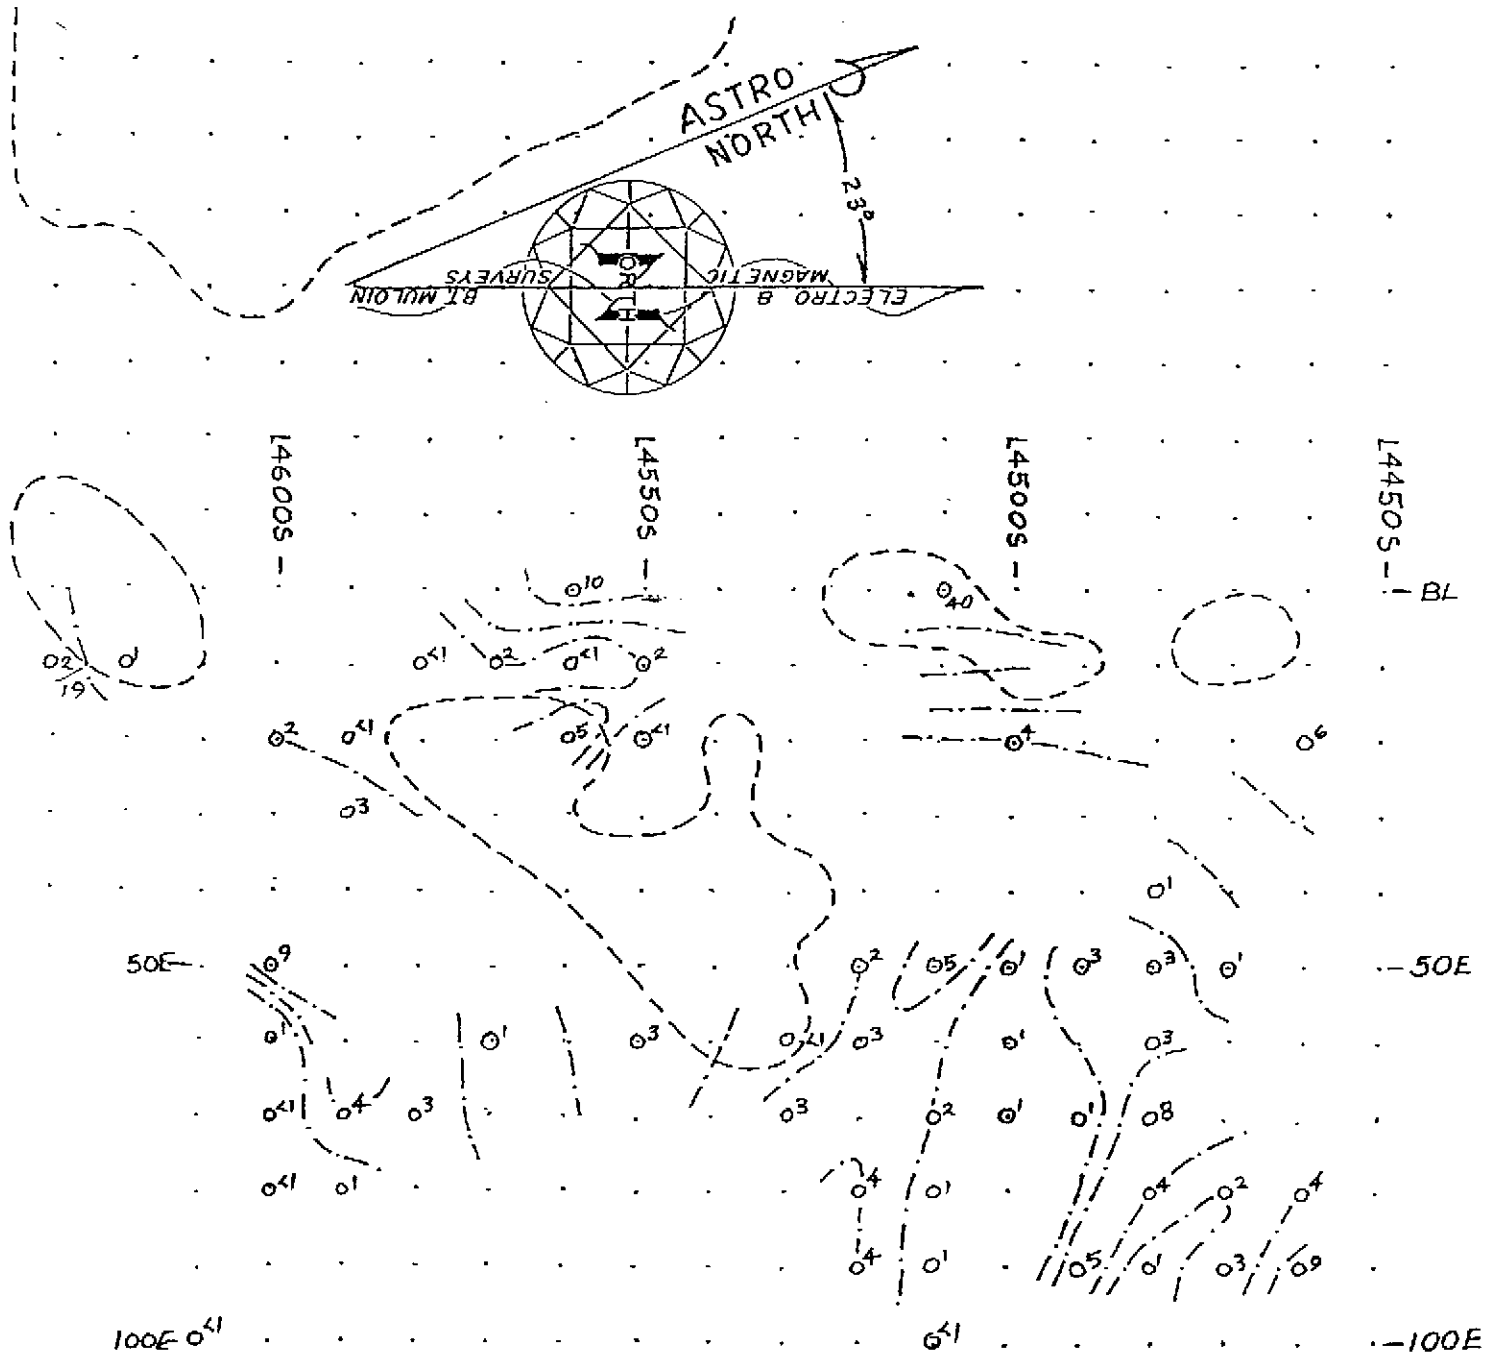 ASTRO
NORTH
23°
NORTH
B.T. MULOIN SURVEYS
ELECTRO & MAGNETIC
L4600S
L4550S
L4500S
L4450S
BL
10
40
2 1 <1 2 <1 2
19
2 <1 5 <1 4 6
3
1
50E 9 2 5 1 3 3 1 50E
1 1 3 <1 3 1 3
<1 4 3 3 2 1 1 8
<1 1 4 1 4 2 4
4 1 5 1 3 9
100E <1 <1 100E